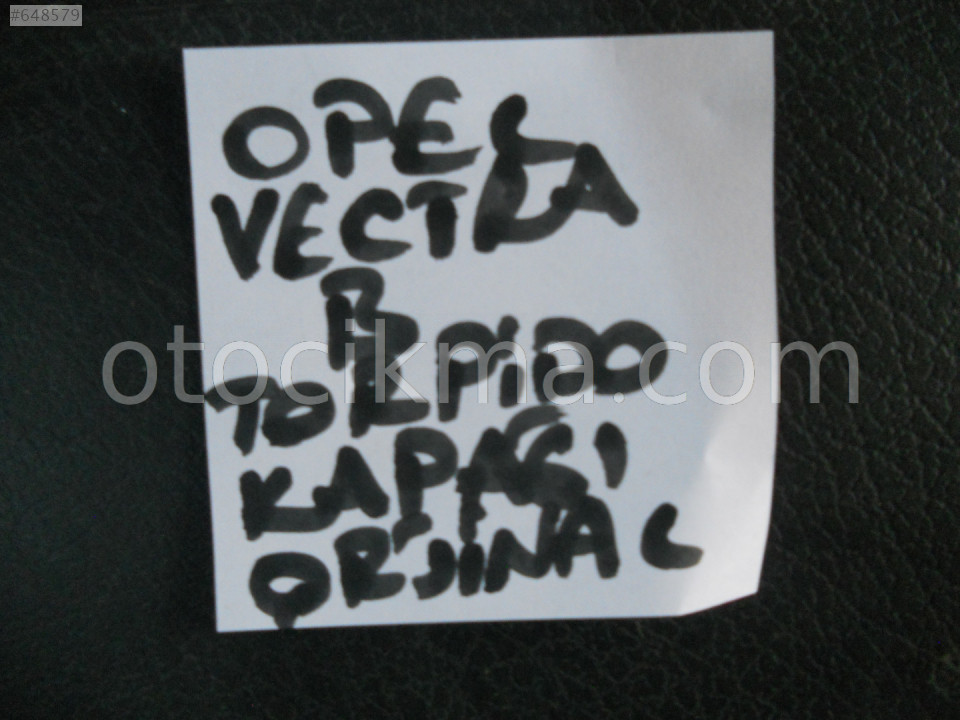 #648579
OPEL
VECTRA
B
TORPİDO
KAPAĞI
ORJİNAL
otocikma.com